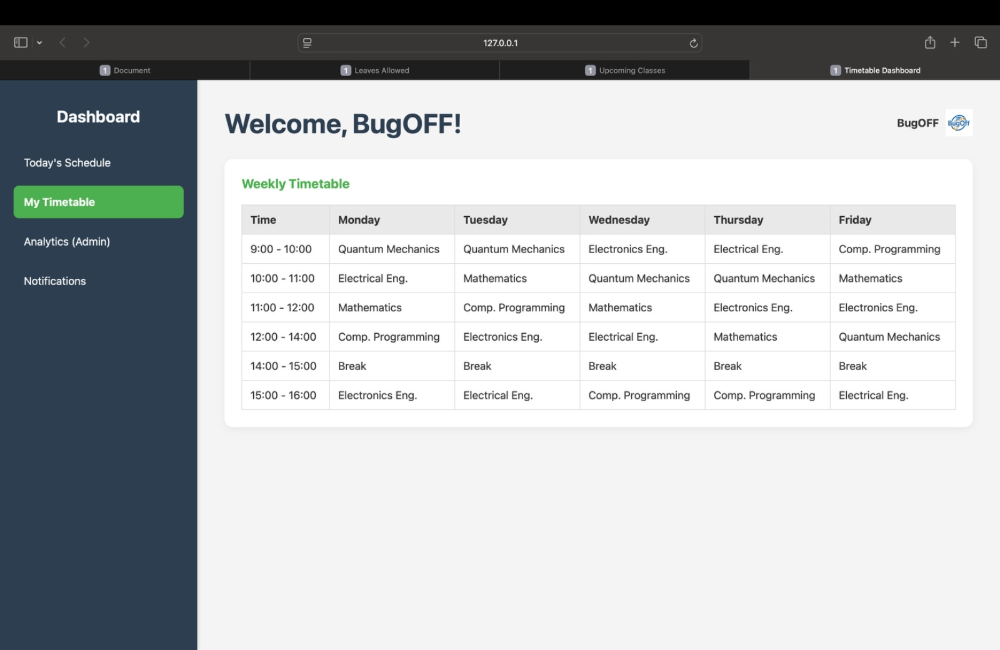 127.0.0.1
1 Document 1 Leaves Allowed 1 Upcoming Classes 1 Timetable Dashboard
Dashboard
Today's Schedule
My Timetable
Analytics (Admin)
Notifications
Welcome, BugOFF!
BugOFF BugOff
Weekly Timetable
Time Monday Tuesday Wednesday Thursday Friday
9:00 - 10:00 Quantum Mechanics Quantum Mechanics Electronics Eng. Electrical Eng. Comp. Programming
10:00 - 11:00 Electrical Eng. Mathematics Quantum Mechanics Quantum Mechanics Mathematics
11:00 - 12:00 Mathematics Comp. Programming Mathematics Electronics Eng. Electronics Eng.
12:00 - 14:00 Comp. Programming Electronics Eng. Electrical Eng. Mathematics Quantum Mechanics
14:00 - 15:00 Break Break Break Break Break
15:00 - 16:00 Electronics Eng. Electrical Eng. Comp. Programming Comp. Programming Electrical Eng.